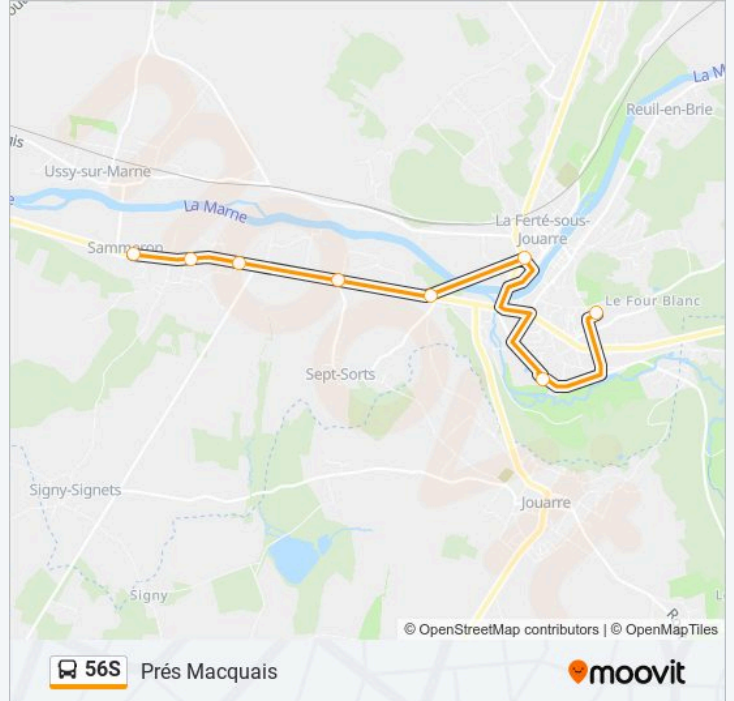 La M
Reuil-en-Brie
Ussy-sur-Marne
La Marne
La Ferté-sous-
Jouarre
Sammeron
Le Four Blanc
Sept-Sorts
Signy-Signets
Jouarre
Signy
© OpenStreetMap contributors | © OpenMapTiles
56S Prés Macquais
moovit